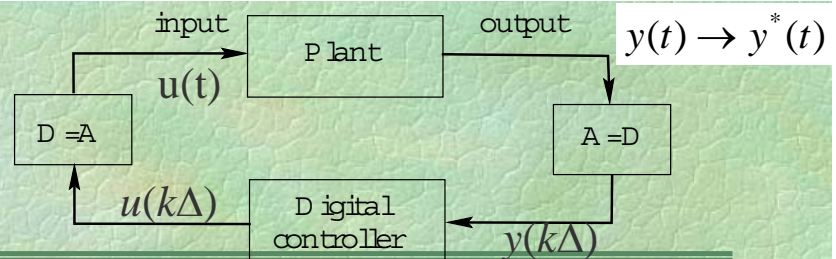 input
Plant
output
y(t) → y*(t)
u(t)
D=A
A=D
u(kΔ)
Digital
controller
y(kΔ)